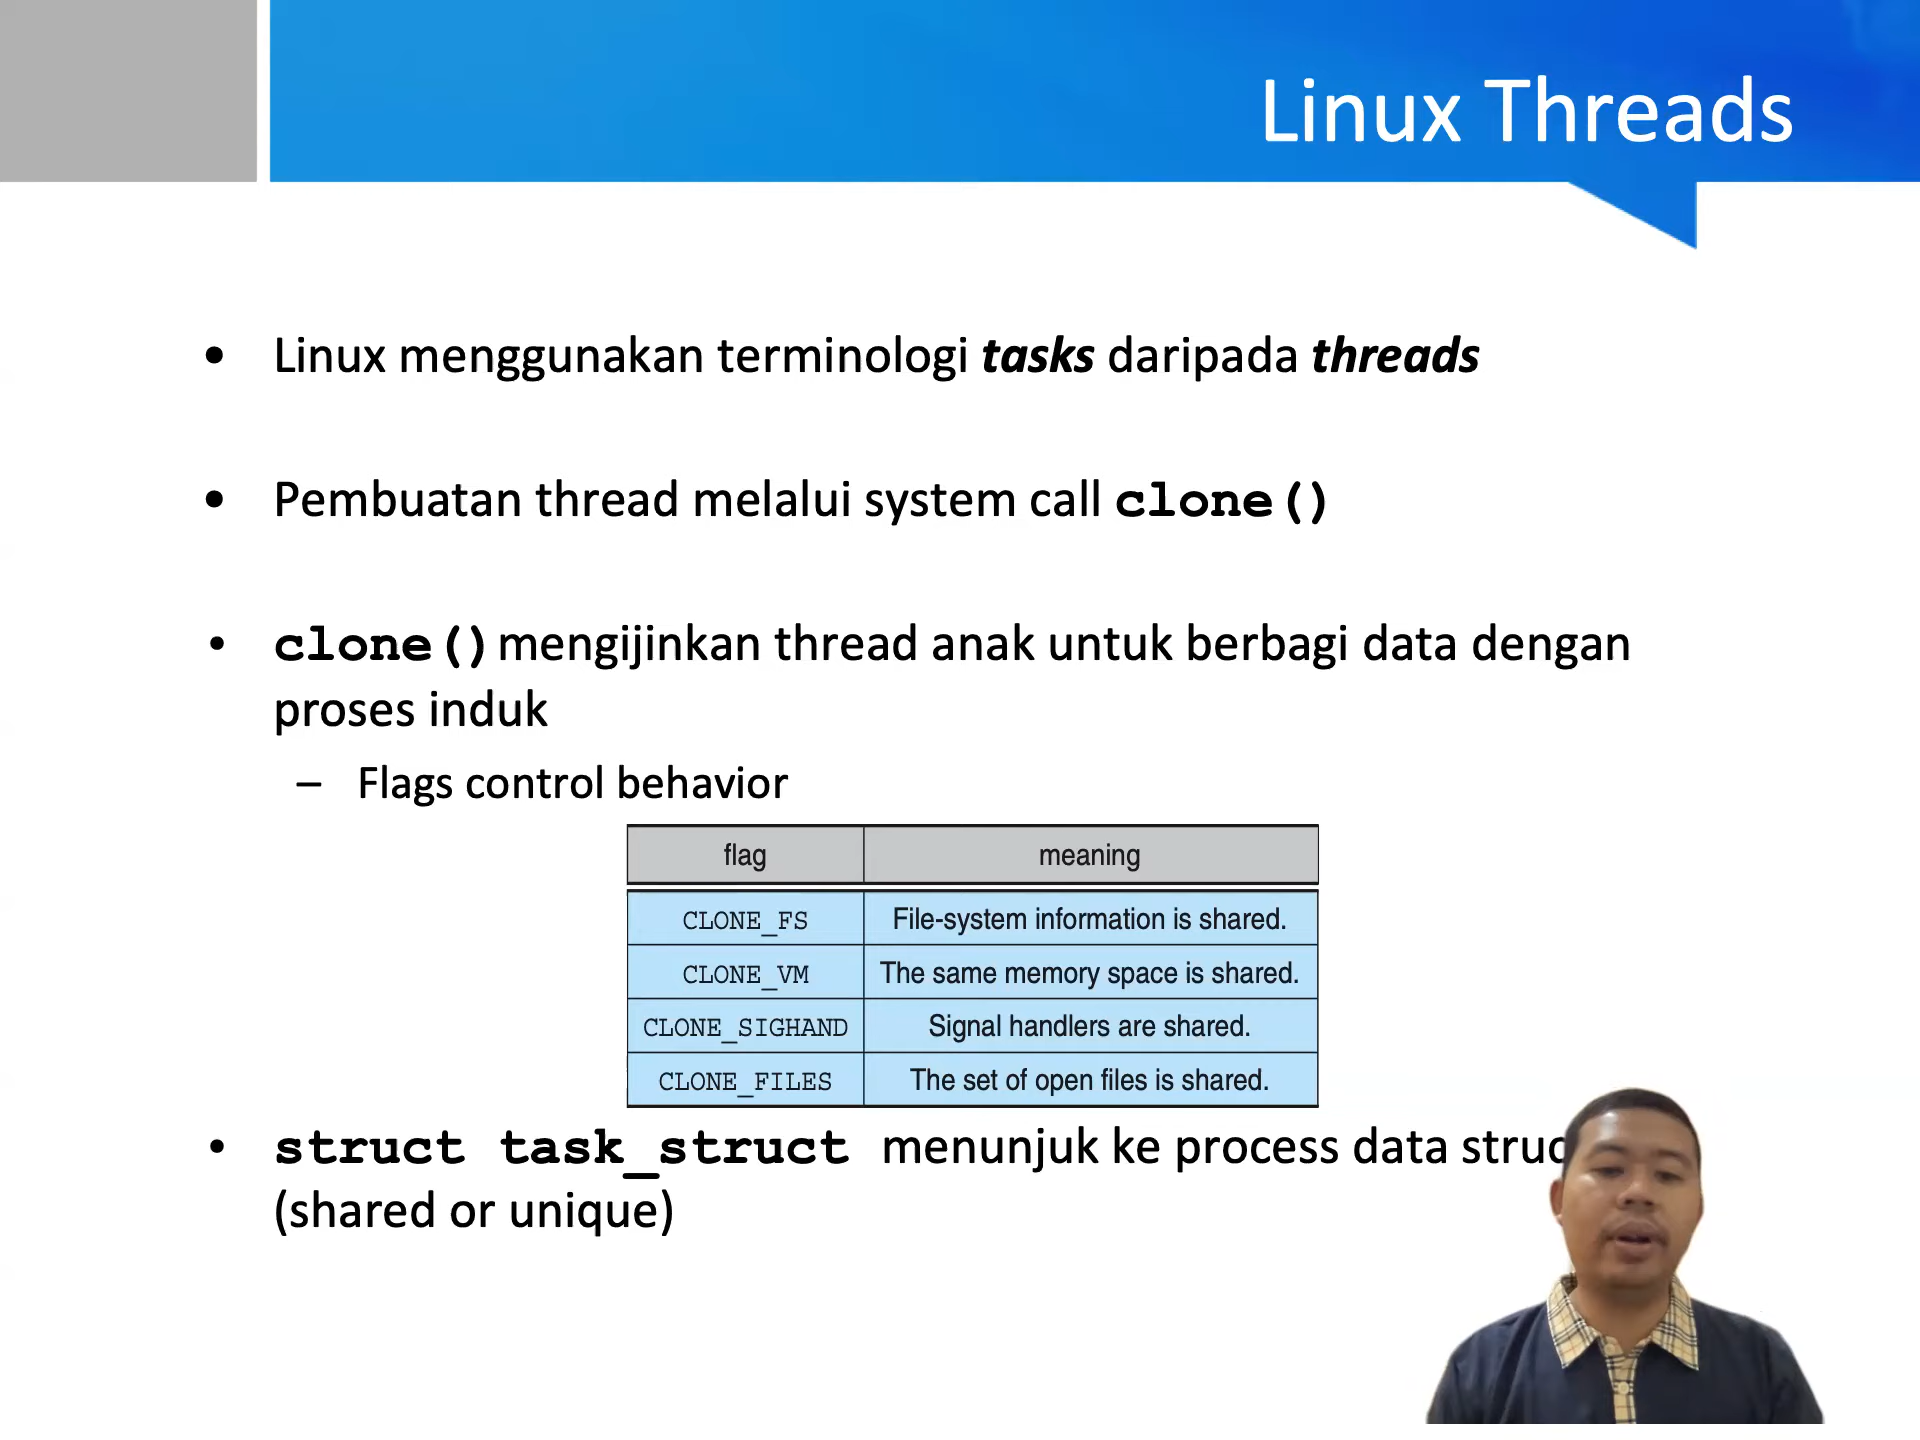 Linux Threads
• Linux menggunakan terminologi tasks daripada threads
• Pembuatan thread melalui system call clone()
• clone()mengijinkan thread anak untuk berbagi data dengan
proses induk
– Flags control behavior
flag meaning
CLONE_FS File-system information is shared.
CLONE_VM The same memory space is shared.
CLONE_SIGHAND Signal handlers are shared.
CLONE_FILES The set of open files is shared.
• struct task_struct menunjuk ke process data
(shared or unique)